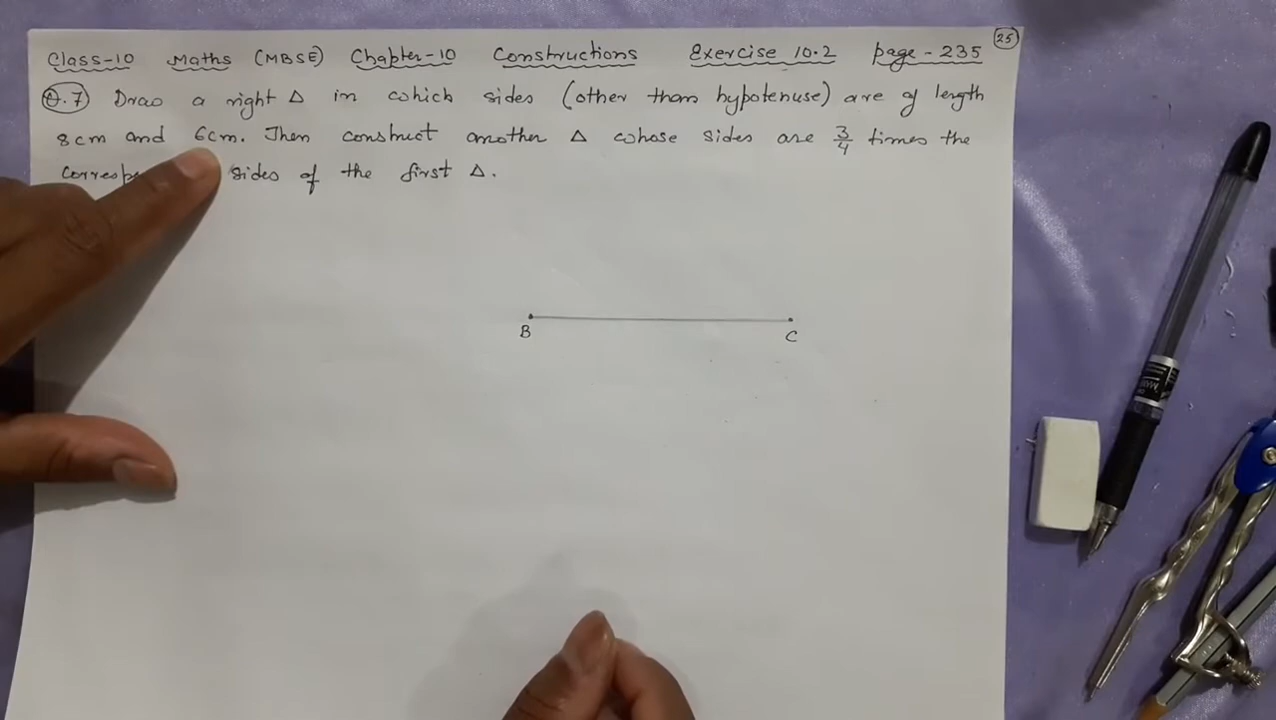 25
Class-10 Maths (MBSE) Chapter-10 Constructions Exercise 10.2 page-235
Q.7 Draw a right Δ in which sides (other than hypotenuse) are of length
8cm and 6cm. Then construct another Δ whose sides are 3/4 times the
sides of the first Δ.
B C